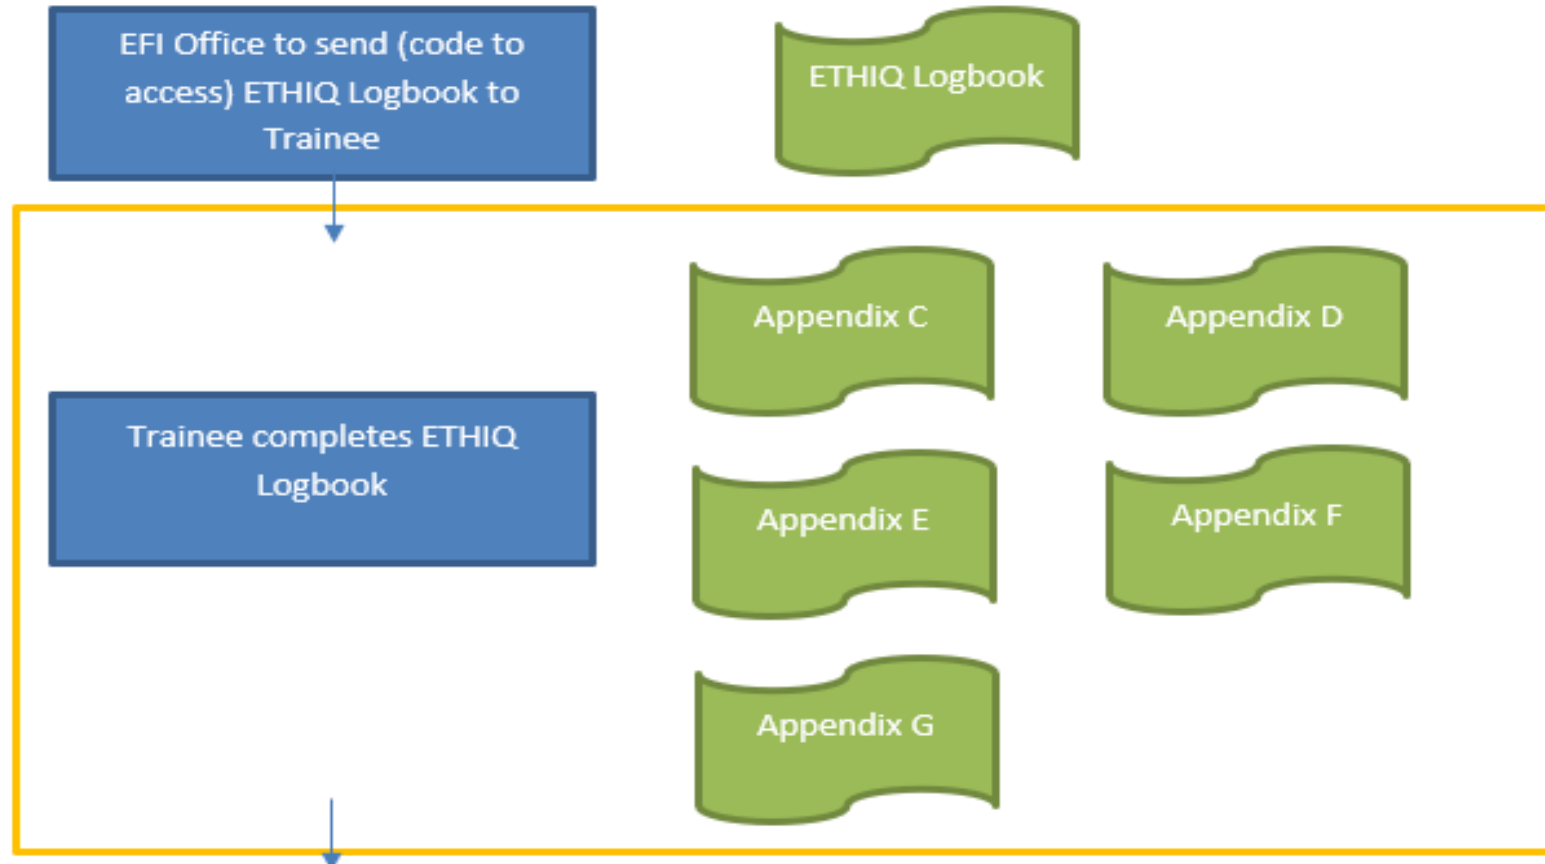 EFI Office to send (code to
access) ETHIQ Logbook to
Trainee
ETHIQ Logbook
Appendix C
Appendix D
Trainee completes ETHIQ
Logbook
Appendix E
Appendix F
Appendix G